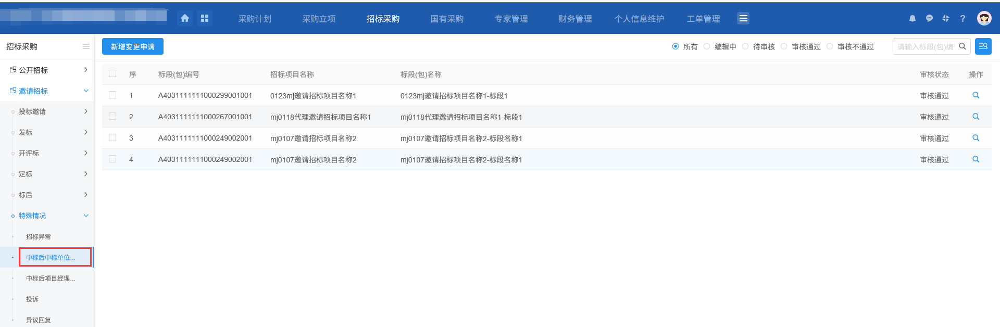 采购计划 采购立项 招标采购 国有采购 专家管理 财务管理 个人信息维护 工单管理
招标采购
公开招标
邀请招标
投标邀请
发标
开评标
定标
标后
特殊情况
招标异常
中标后中标单位...
中标后项目经理...
投诉
异议回复
新增变更申请 所有 编辑中 待审核 审核通过 审核不通过 请输入标段(包)编
序 标段(包)编号 招标项目名称 标段(包)名称 审核状态 操作
1 A4031111111000299001001 0123mj邀请招标项目名称1 0123mj邀请招标项目名称1-标段1 审核通过
2 A4031111111000267001001 mj0118代理邀请招标项目名称1 mj0118代理邀请招标项目名称1-标段1 审核通过
3 A4031111111000249002001 mj0107邀请招标项目名称2 mj0107邀请招标项目名称2-标段名称1 审核通过
4 A4031111111000249002001 mj0107邀请招标项目名称2 mj0107邀请招标项目名称2-标段名称1 审核通过